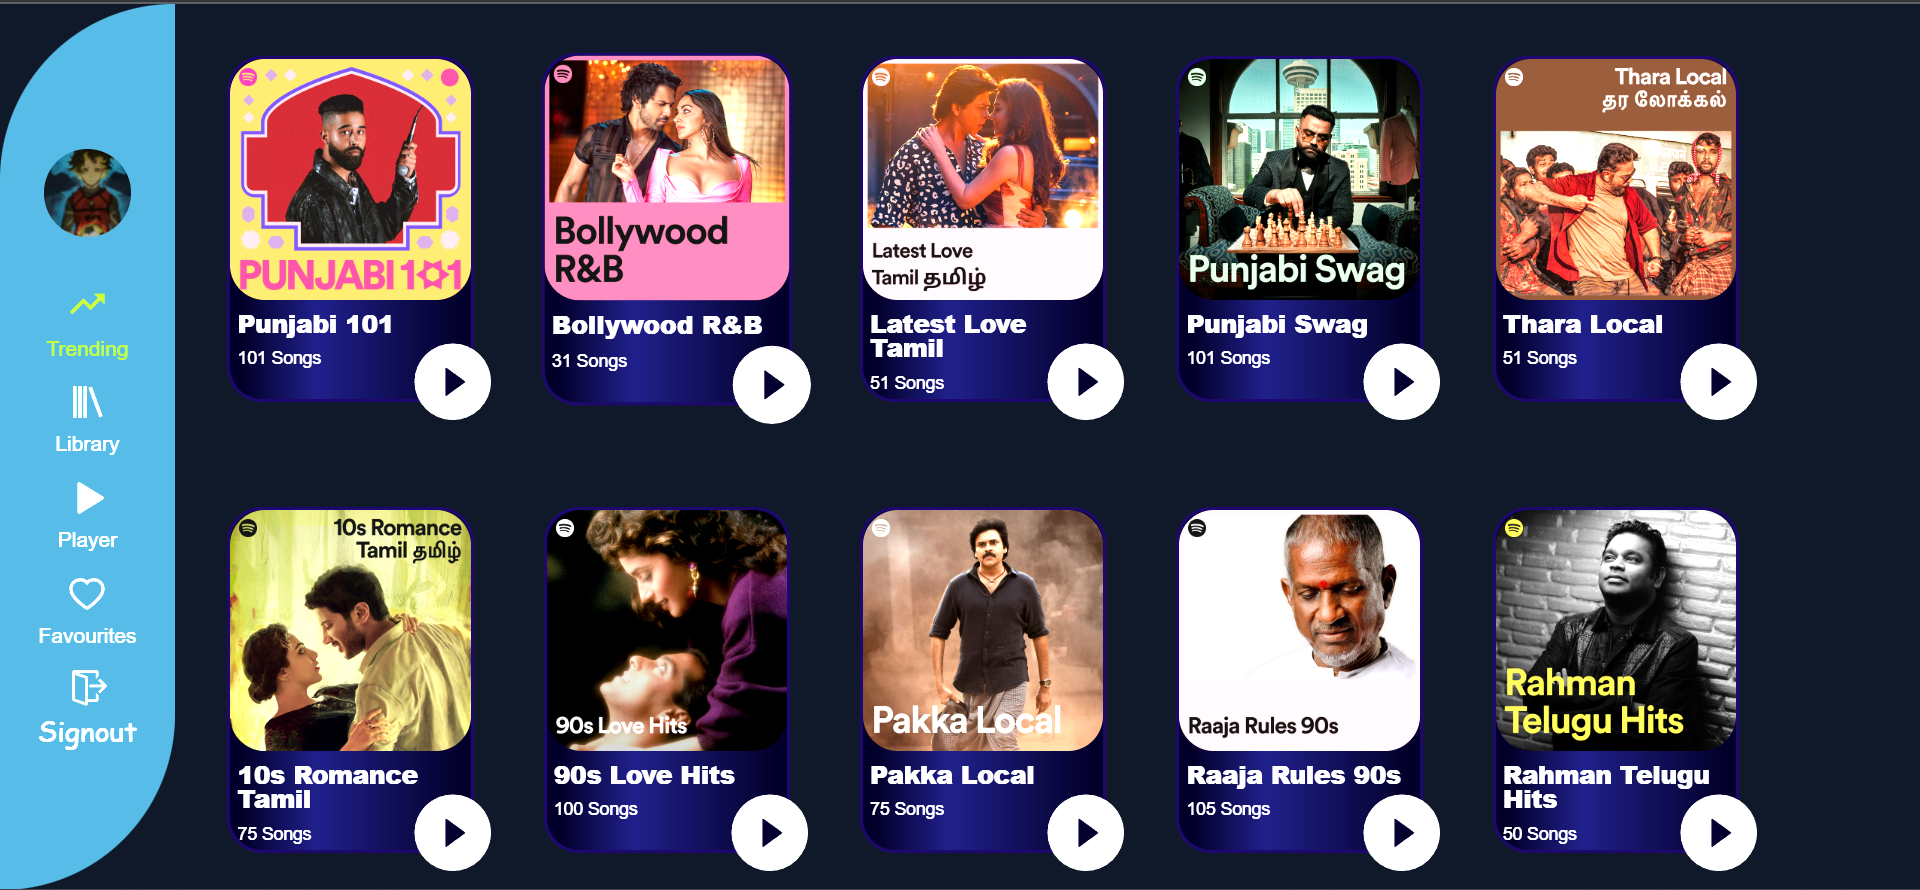 Trending
Library
Player
Favourites
Signout
PUNJABI 101
Punjabi 101
101 Songs
Bollywood
R&B
Bollywood R&B
31 Songs
Latest Love
Tamil தமிழ்
Latest Love
Tamil
51 Songs
Punjabi Swag
Punjabi Swag
101 Songs
Thara Local
தர லோக்கல்
Thara Local
51 Songs
10s Romance
Tamil தமிழ்
10s Romance
Tamil
75 Songs
90s Love Hits
90s Love Hits
100 Songs
Pakka Local
Pakka Local
75 Songs
Raaja Rules 90s
Raaja Rules 90s
105 Songs
Rahman
Telugu Hits
Rahman Telugu
Hits
50 Songs